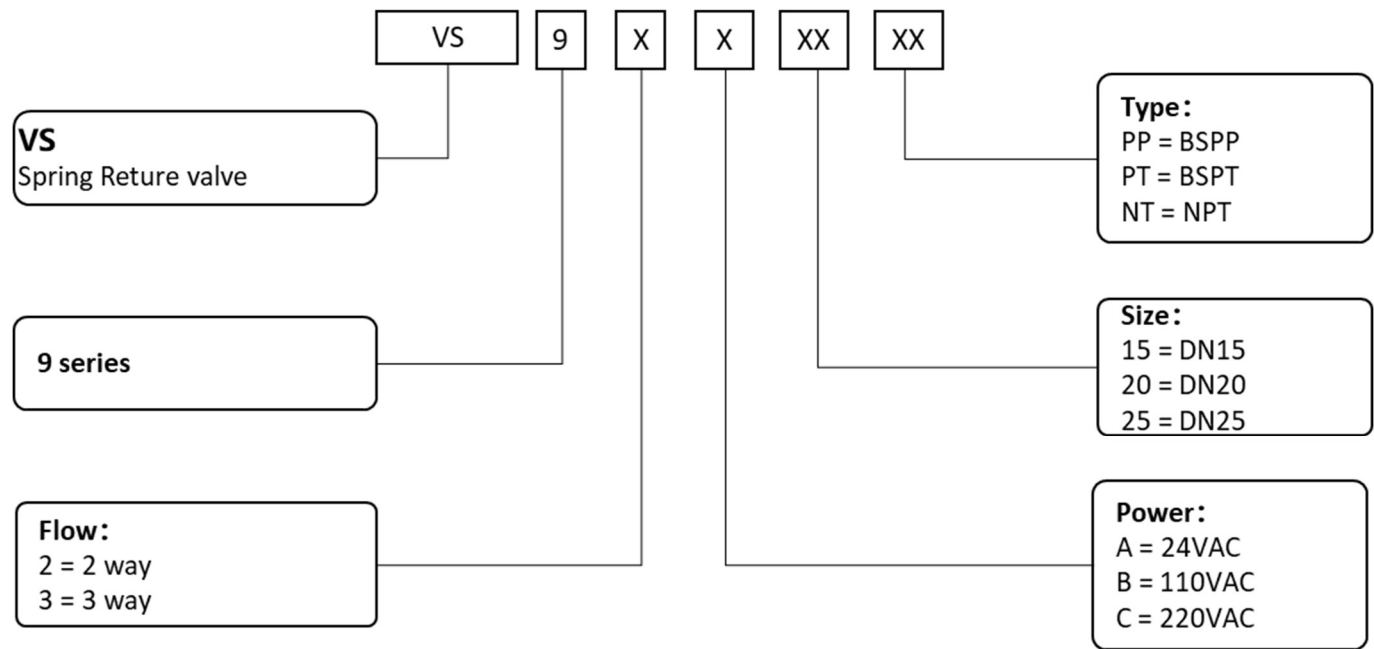 VS 9 X X XX XX
VS
Spring Reture valve
9 series
Flow：
2 = 2 way
3 = 3 way
Type：
PP = BSPP
PT = BSPT
NT = NPT
Size：
15 = DN15
20 = DN20
25 = DN25
Power：
A = 24VAC
B = 110VAC
C = 220VAC